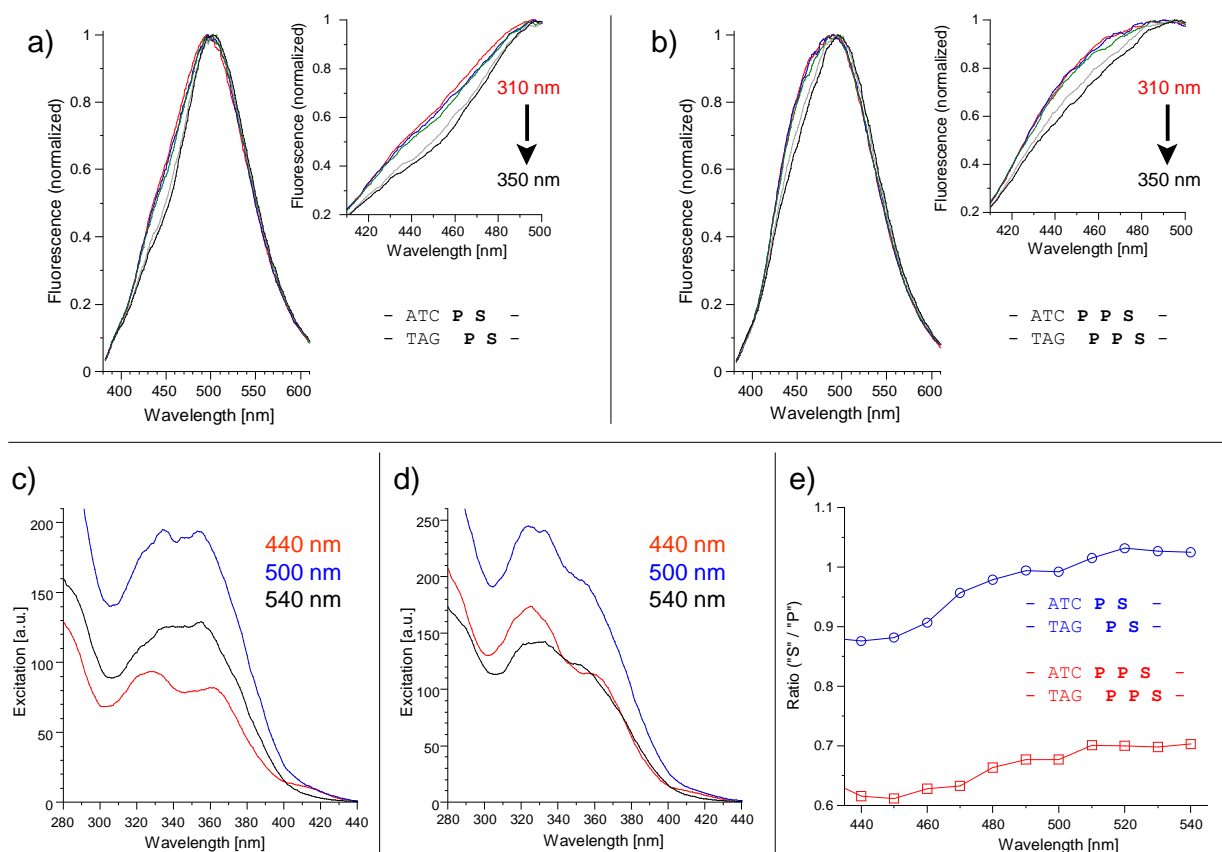 a)
Fluorescence (normalized)
1
0.8
0.6
0.4
0.2
0
400 450 500 550 600
Wavelength [nm]
Fluorescence (normalized)
1
0.8
0.6
0.4
0.2
420 440 460 480 500
Wavelength [nm]
310 nm
350 nm
– ATC P S –
– TAG P S –
b)
Fluorescence (normalized)
1
0.8
0.6
0.4
0.2
0
400 450 500 550 600
Wavelength [nm]
Fluorescence (normalized)
1
0.8
0.6
0.4
0.2
420 440 460 480 500
Wavelength [nm]
310 nm
350 nm
– ATC P P S –
– TAG P P S –
c)
Excitation [a.u.]
200
150
100
50
0
280 300 320 340 360 380 400 420 440
Wavelength [nm]
440 nm
500 nm
540 nm
d)
Excitation [a.u.]
250
200
150
100
50
0
280 300 320 340 360 380 400 420 440
Wavelength [nm]
440 nm
500 nm
540 nm
e)
Ratio ("S" / "P")
1.1
1
0.9
0.8
0.7
0.6
440 460 480 500 520 540
Wavelength [nm]
– ATC P S –
– TAG P S –
– ATC P P S –
– TAG P P S –